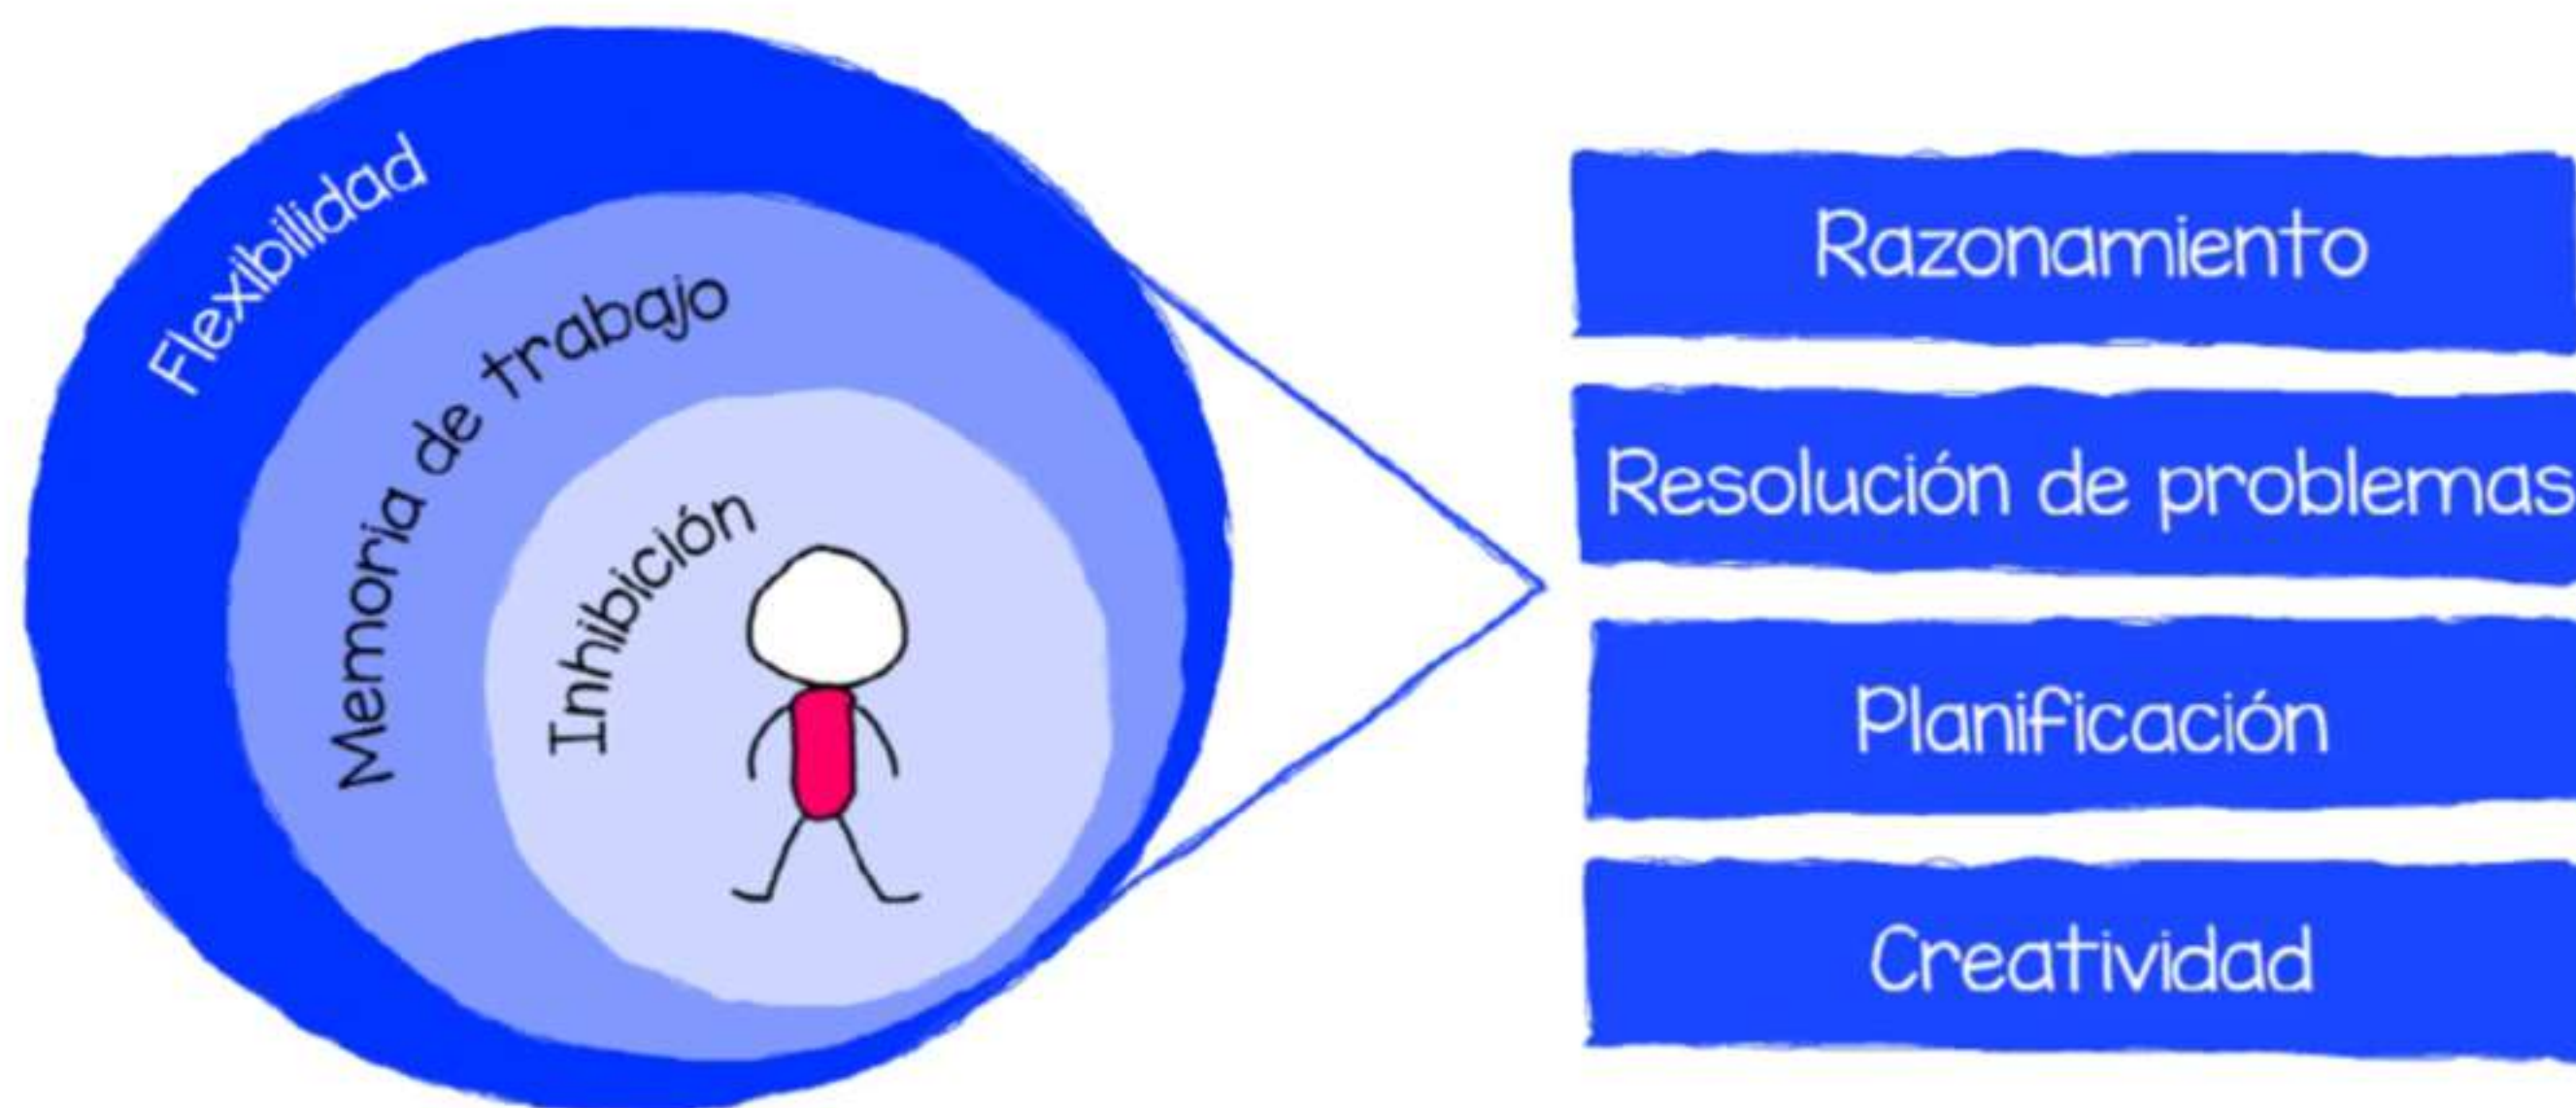 Flexibilidad
Memoria de trabajo
Inhibición
Razonamiento
Resolución de problemas
Planificación
Creatividad